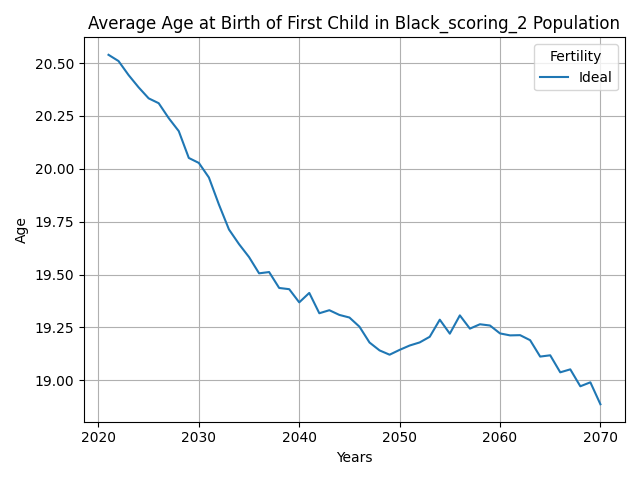 Average Age at Birth of First Child in Black_scoring_2 Population
Fertility
Ideal
20.50
20.25
20.00
19.75
19.50
19.25
19.00
Age
2020 2030 2040 2050 2060 2070
Years